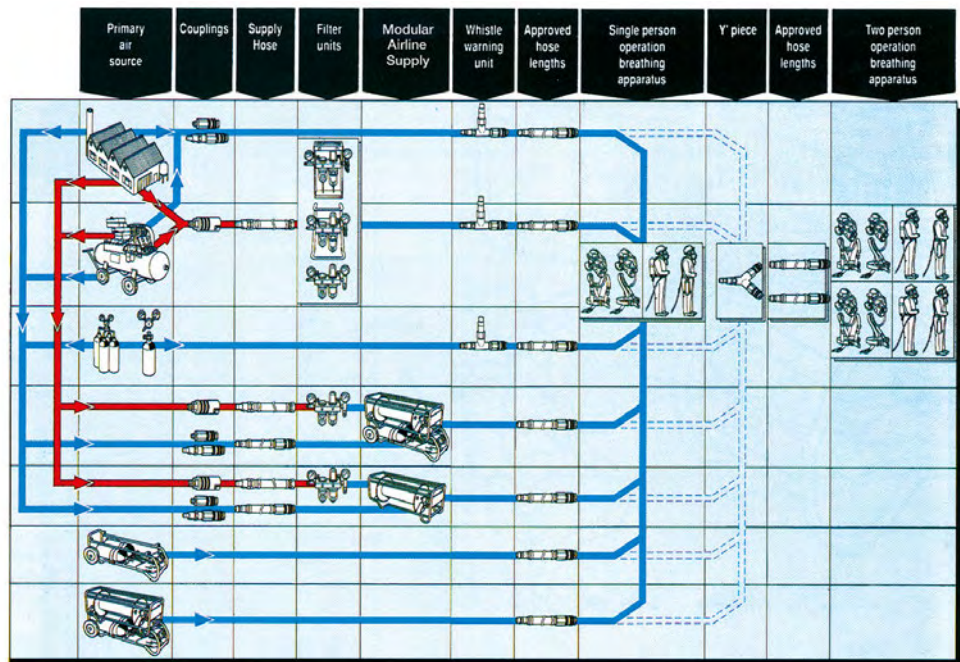 Primary
air
source
Couplings
Supply
Hose
Filter
units
Modular
Airline
Supply
Whistle
warning
unit
Approved
hose
lengths
Single person
operation
breathing
apparatus
Y' piece
Approved
hose
lengths
Two person
operation
breathing
apparatus